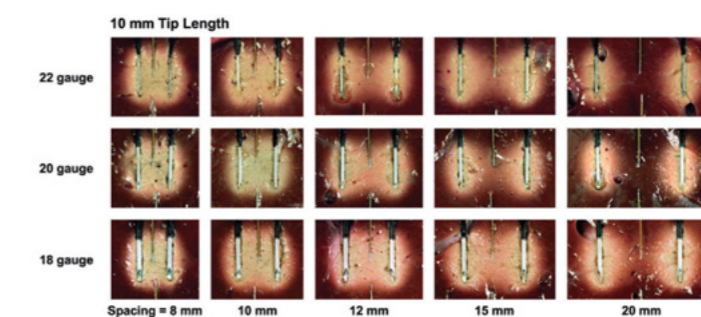 10 mm Tip Length
22 gauge
20 gauge
18 gauge
Spacing = 8 mm 10 mm 12 mm 15 mm 20 mm